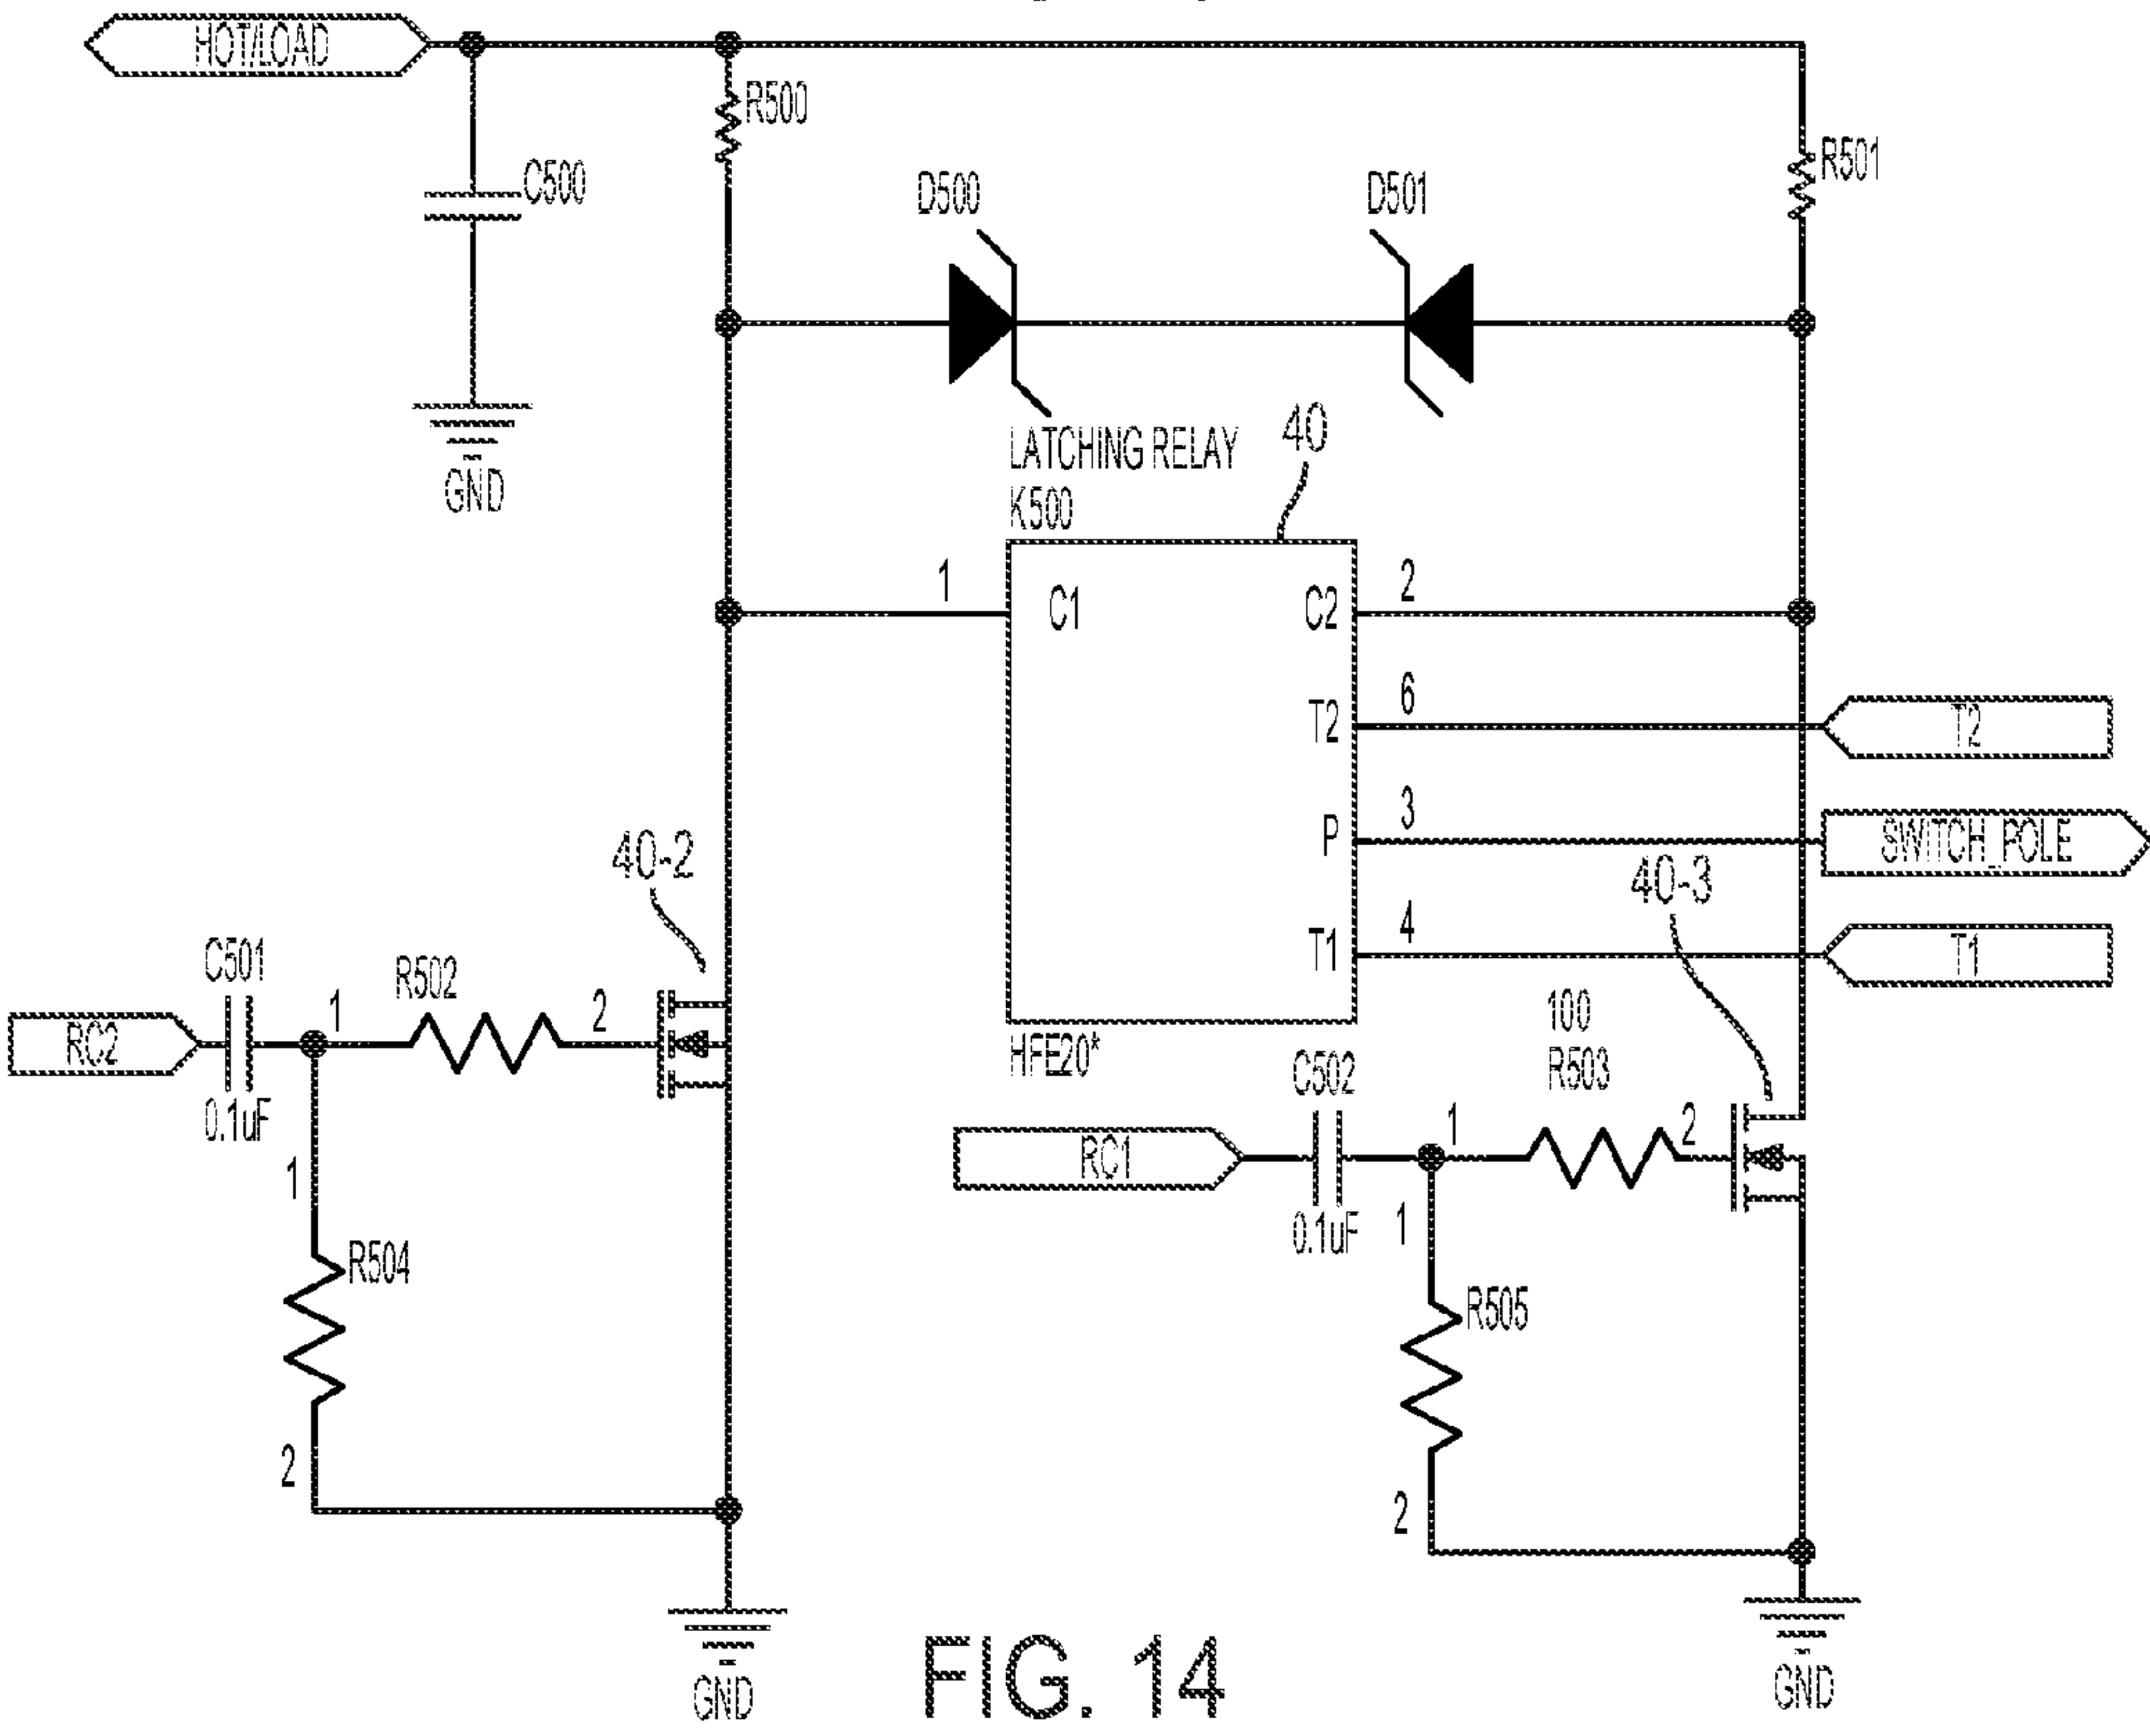 HOT/LOAD
R500
C500
R501
D500
D501
GND
LATCHING RELAY
K500
40
1
C1
C2
2
T2
6
T2
P
3
SWITCH_POLE
T1
4
T1
40-2
40-3
HFE20*
C501
R502
1
2
RC2
0.1uF
1
R504
2
GND
100
R503
C502
1
2
RC1
0.1uF
1
R505
2
GND
FIG. 14